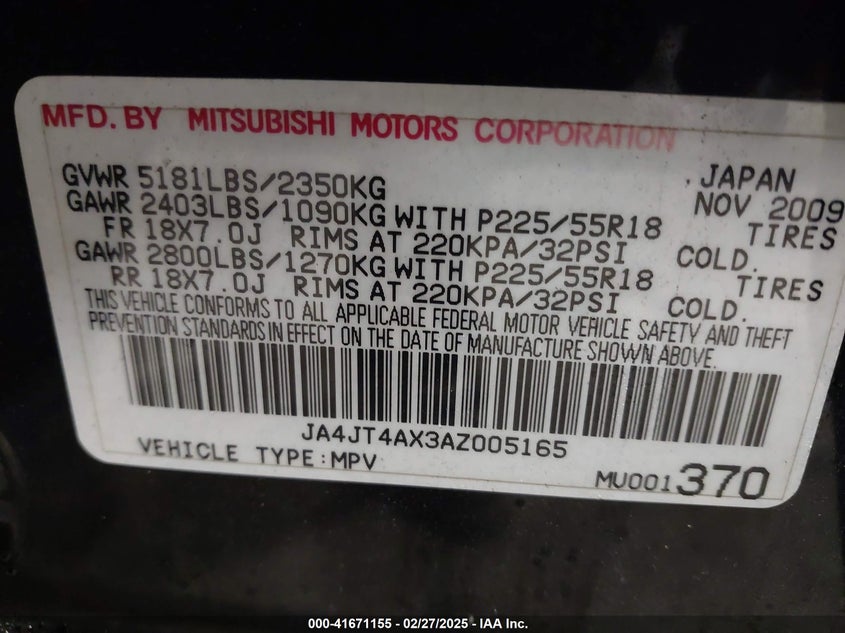 MFD. BY MITSUBISHI MOTORS CORPORATION
GVWR 5181LBS/2350KG JAPAN
GAWR 2403LBS/1090KG WITH P225/55R18 NOV 2009
FR 18X7.0J RIMS AT 220KPA/32PSI TIRES COLD.
GAWR 2800LBS/1270KG WITH P225/55R18 TIRES
RR 18X7.0J RIMS AT 220KPA/32PSI COLD.
THIS VEHICLE CONFORMS TO ALL APPLICABLE FEDERAL MOTOR VEHICLE SAFETY AND THEFT
PREVENTION STANDARDS IN EFFECT ON THE DATE OF MANUFACTURE SHOWN ABOVE.
JA4JT4AX3AZ005165
VEHICLE TYPE:MPV
MU001370
000-41671155 - 02/27/2025 - IAA Inc.